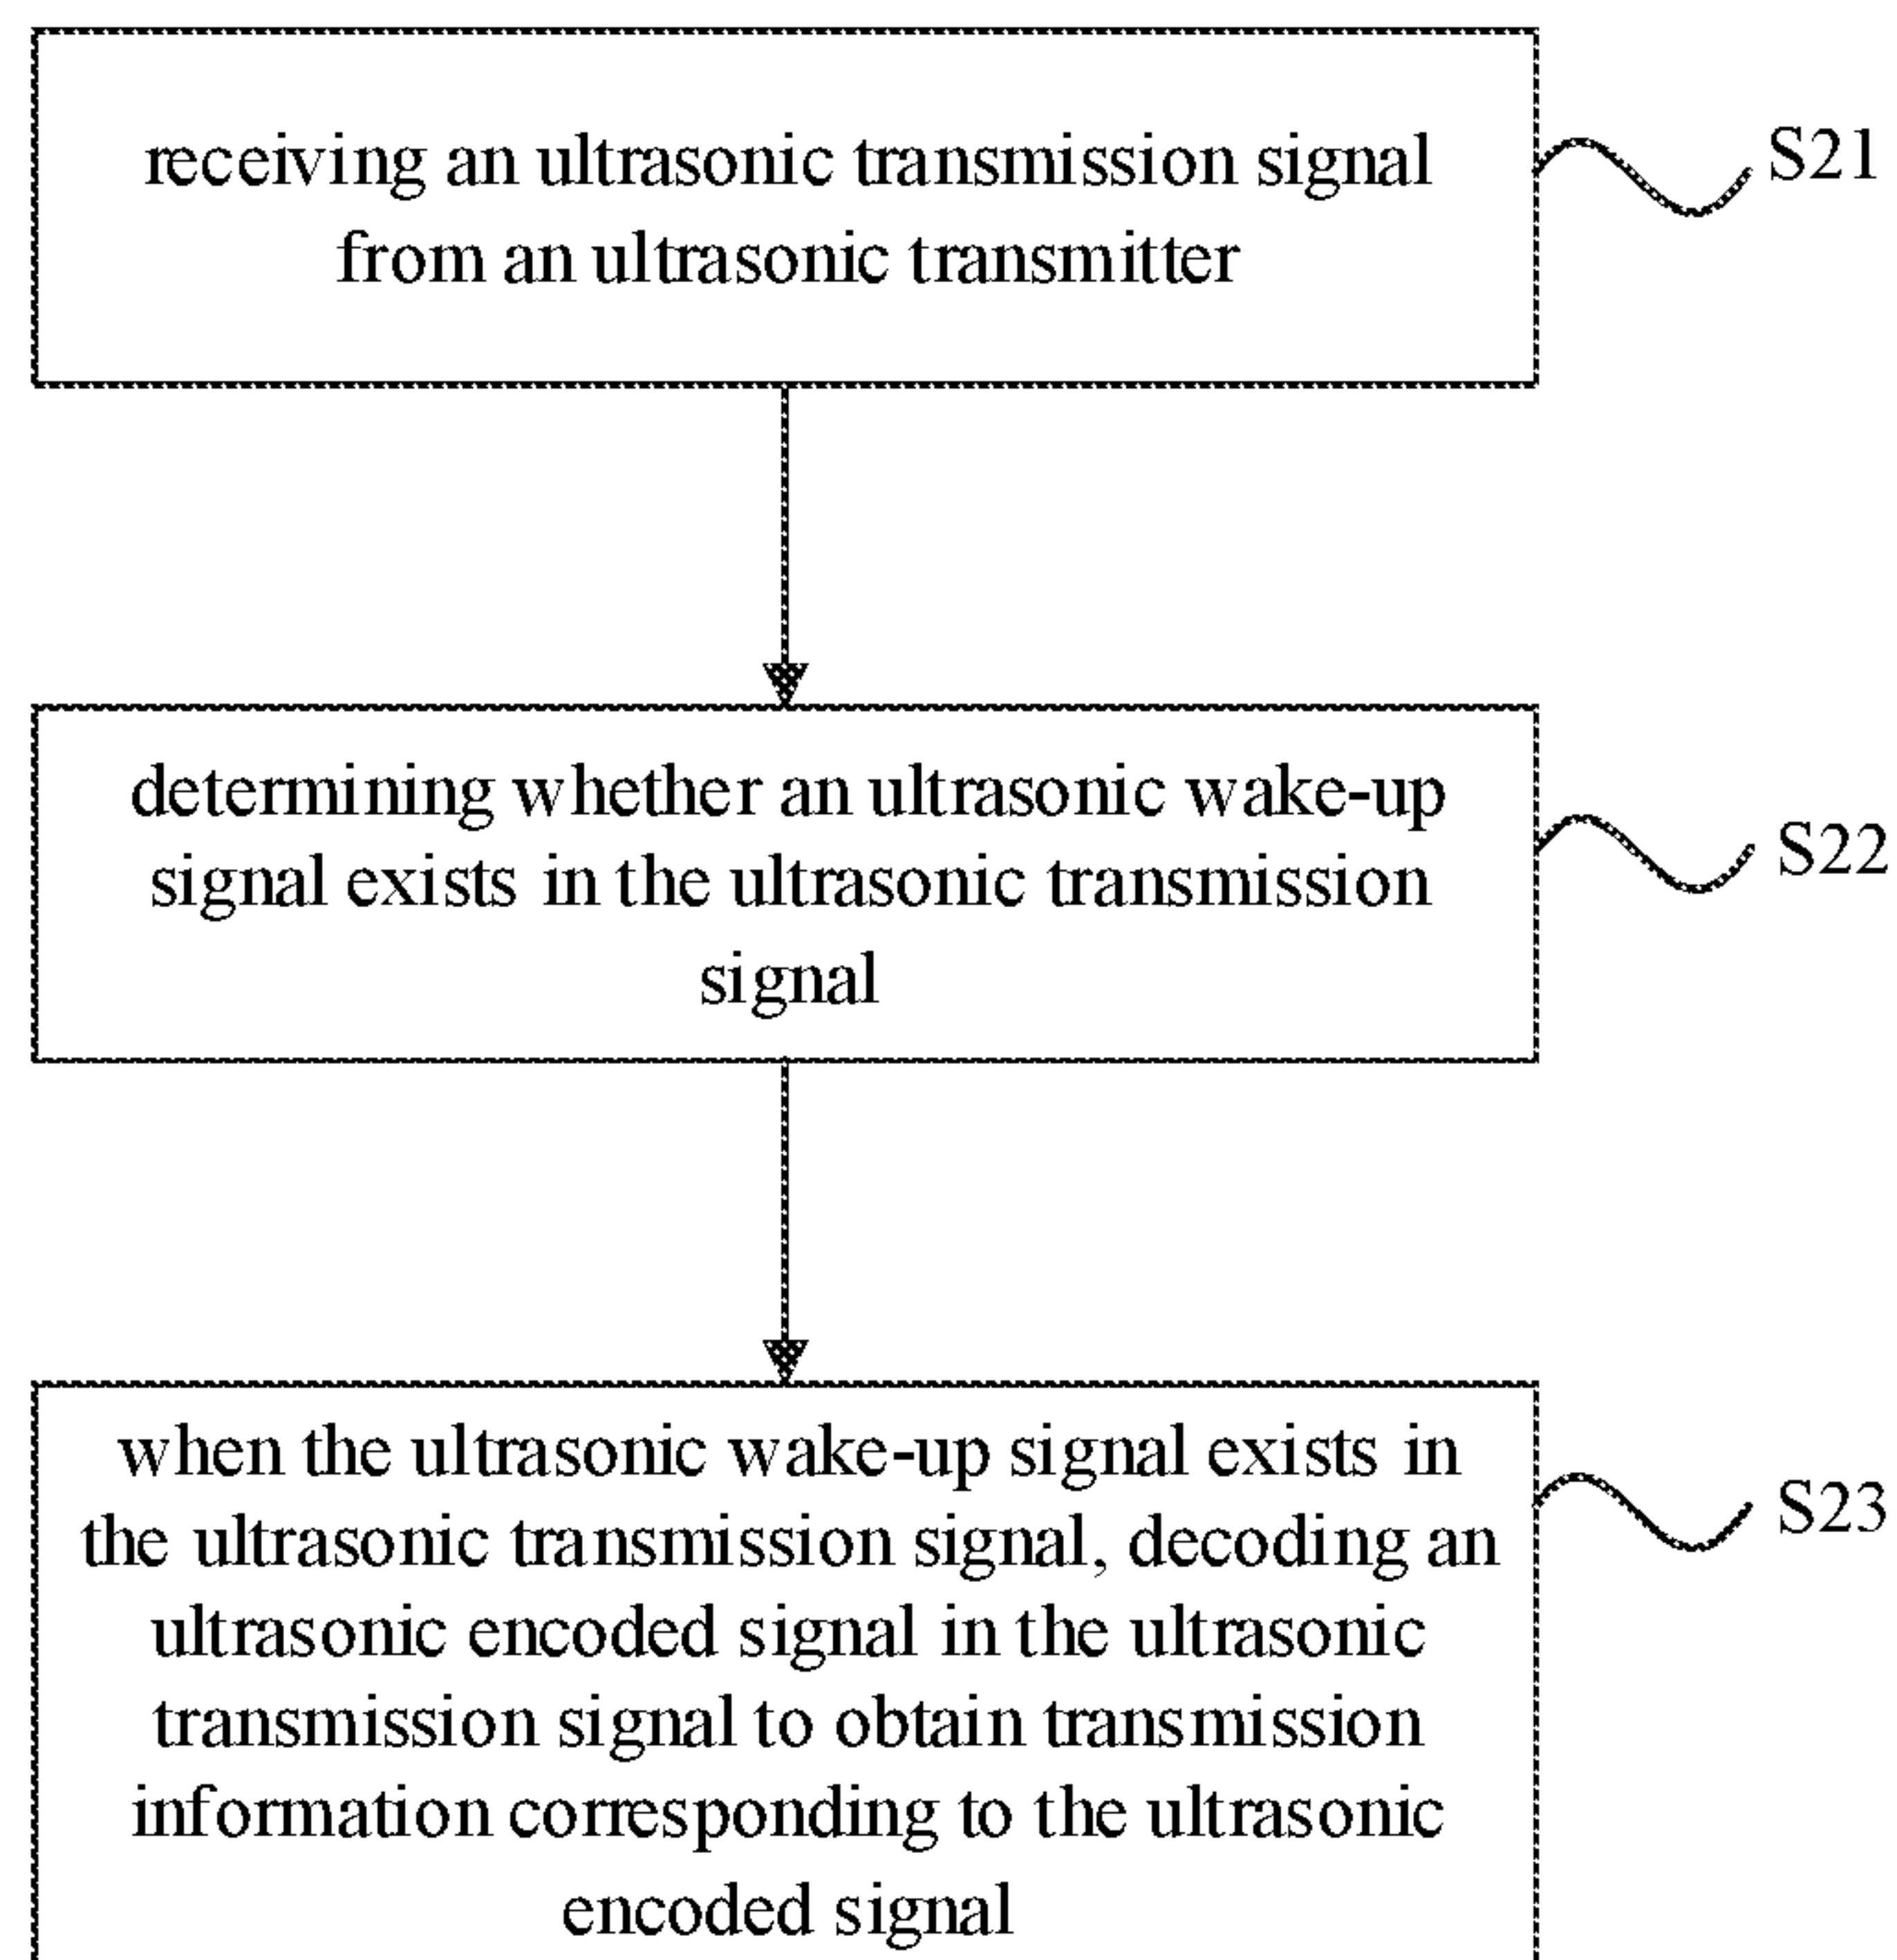 receiving an ultrasonic transmission signal
from an ultrasonic transmitter
S21
determining whether an ultrasonic wake-up
signal exists in the ultrasonic transmission
signal
S22
when the ultrasonic wake-up signal exists in
the ultrasonic transmission signal, decoding an
ultrasonic encoded signal in the ultrasonic
transmission signal to obtain transmission
information corresponding to the ultrasonic
encoded signal
S23